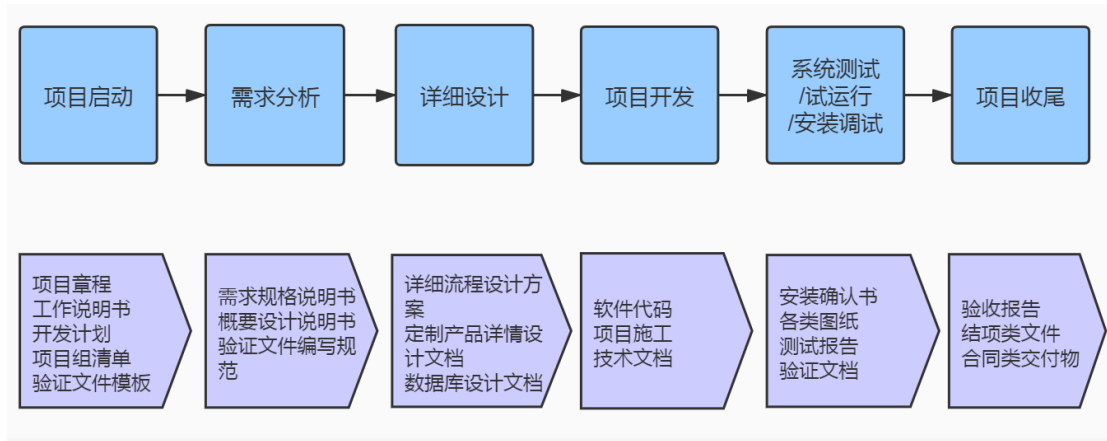 项目启动
需求分析
详细设计
项目开发
系统测试
/试运行
/安装调试
项目收尾
项目章程
工作说明书
开发计划
项目组清单
验证文件模板
需求规格说明书
概要设计说明书
验证文件编写规
范
详细流程设计方
案
定制产品详情设
计文档
数据库设计文档
软件代码
项目施工
技术文档
安装确认书
各类图纸
测试报告
验证文档
验收报告
结项类文件
合同类交付物